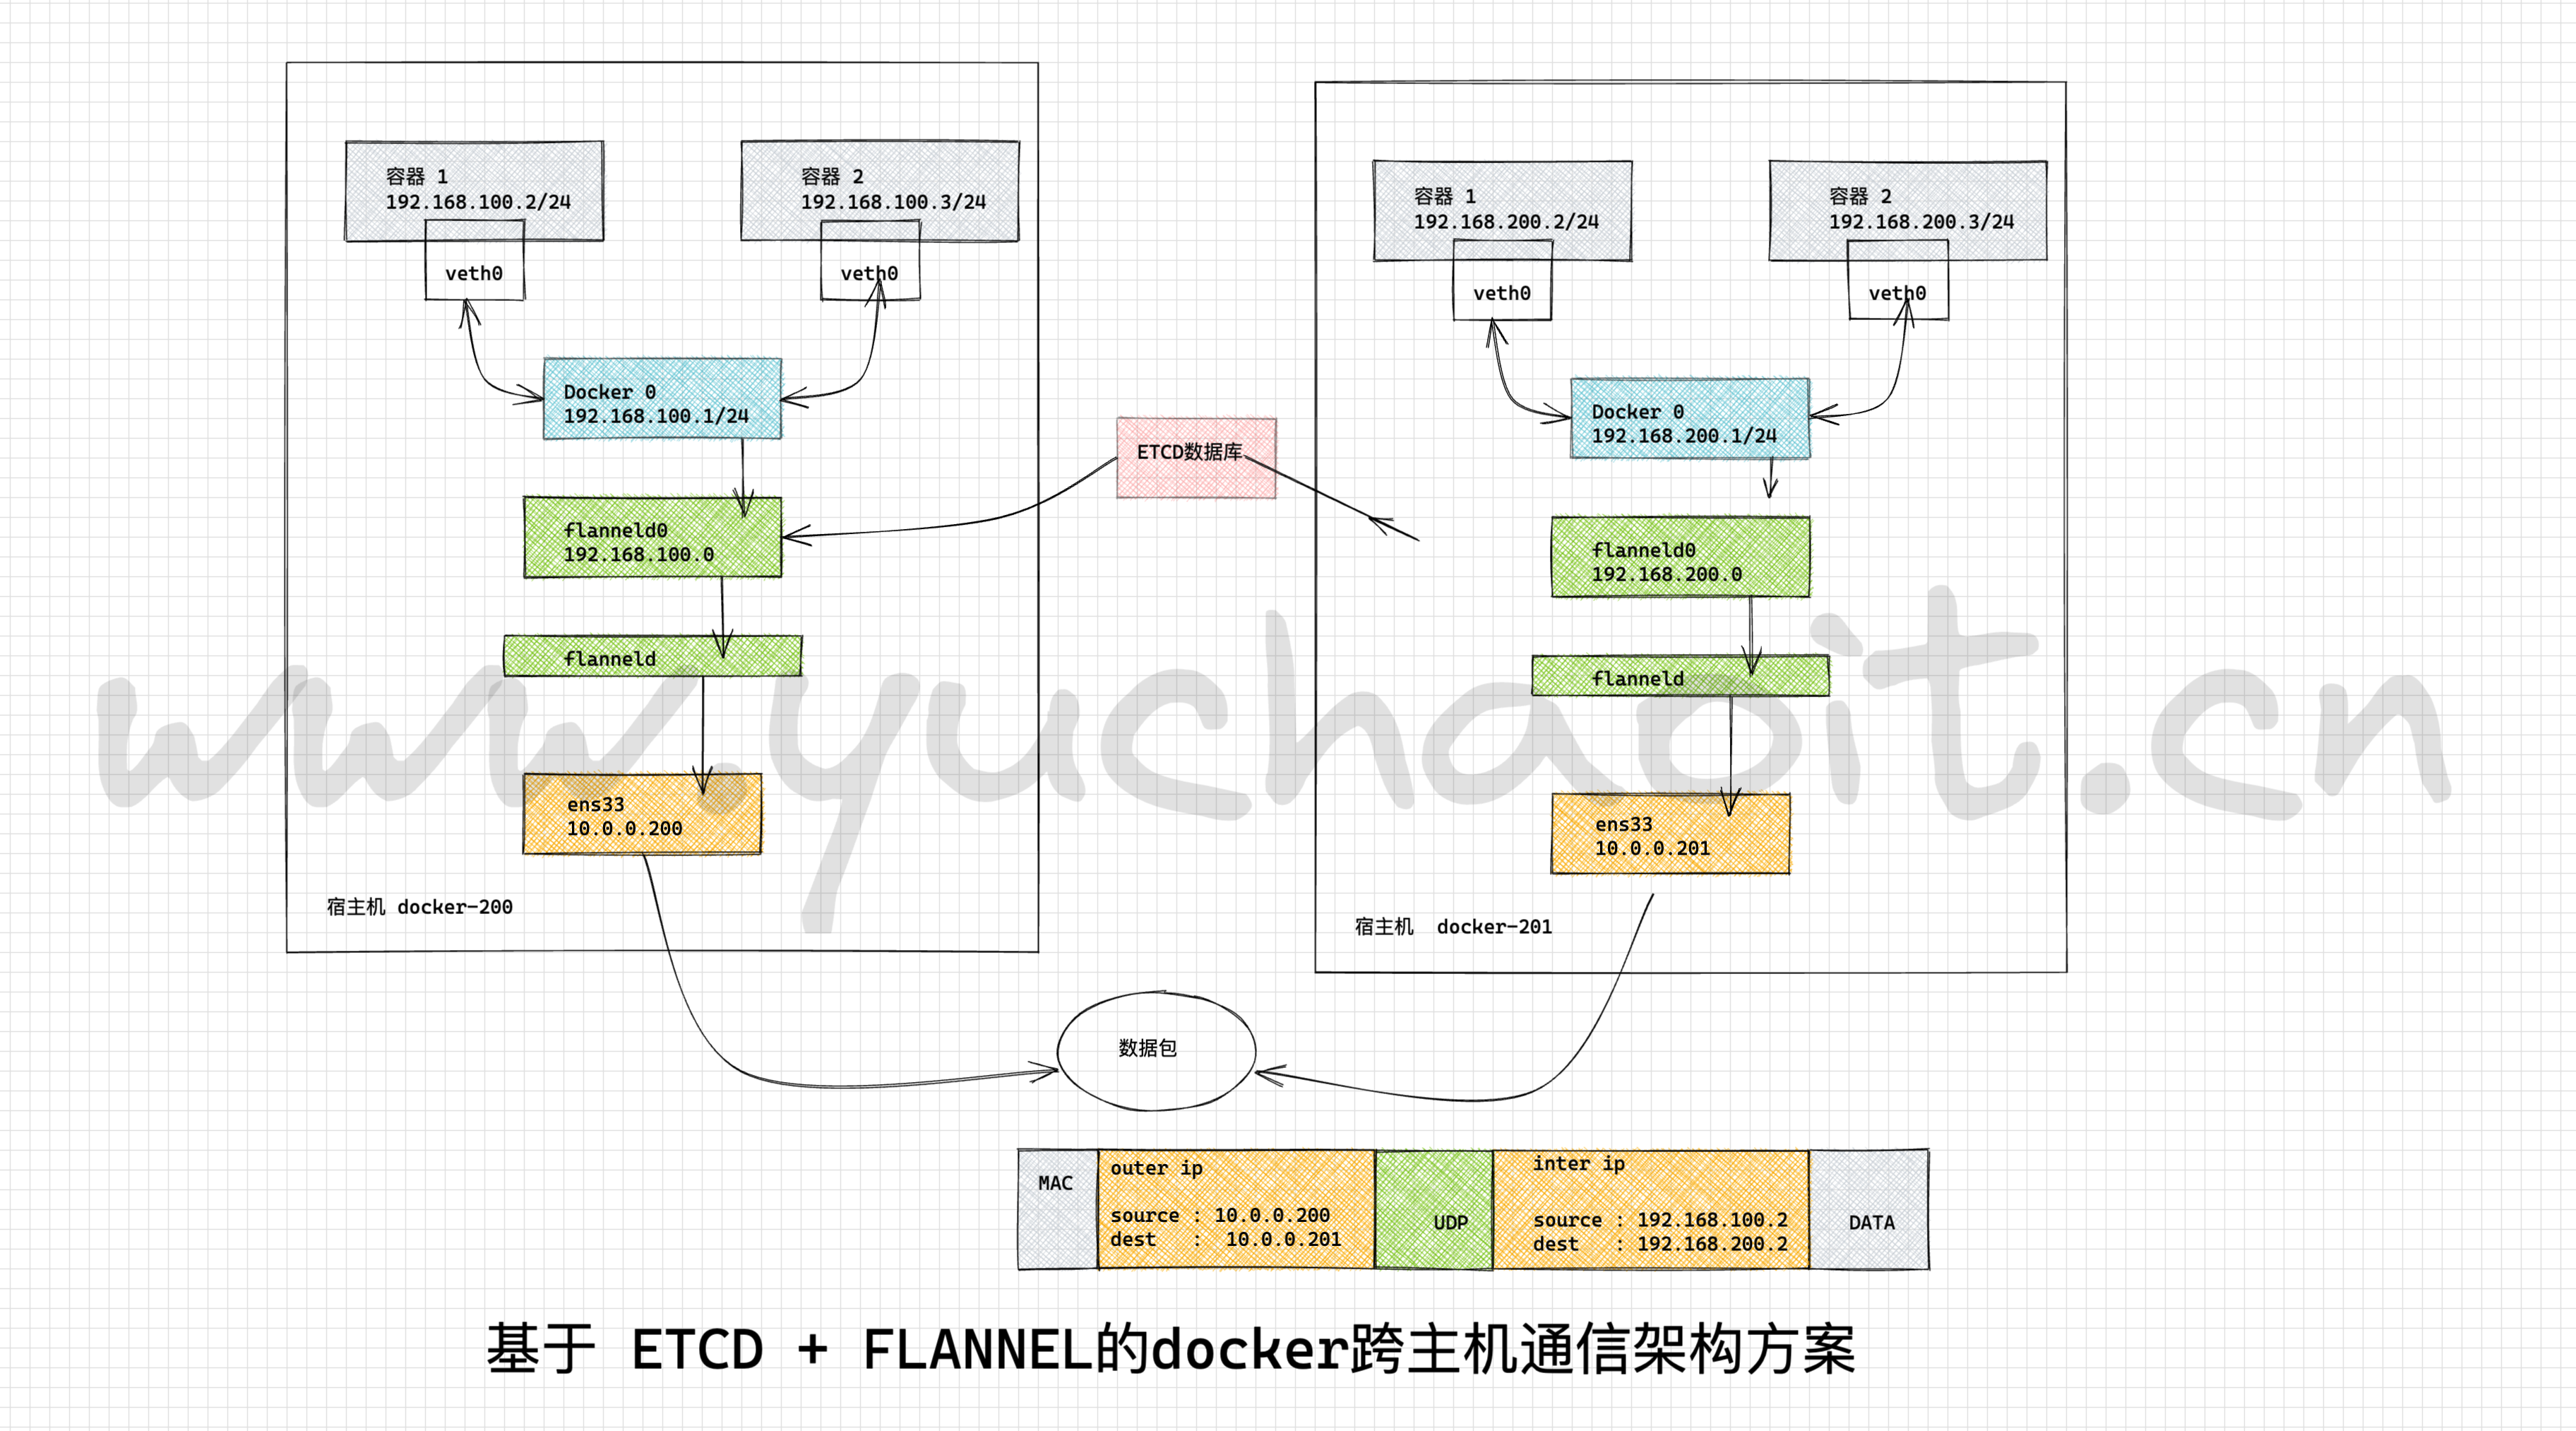 容器 1
192.168.100.2/24
veth0
容器 2
192.168.100.3/24
veth0
Docker 0
192.168.100.1/24
flanneld0
192.168.100.0
flanneld
ens33
10.0.0.200
宿主机 docker-200
ETCD数据库
容器 1
192.168.200.2/24
veth0
容器 2
192.168.200.3/24
veth0
Docker 0
192.168.200.1/24
flanneld0
192.168.200.0
flanneld
ens33
10.0.0.201
宿主机  docker-201
www.yuchaoit.cn
数据包
MAC
outer ip
source : 10.0.0.200
dest   :  10.0.0.201
UDP
inter ip
source : 192.168.100.2
dest   : 192.168.200.2
DATA
基于 ETCD + FLANNEL的docker跨主机通信架构方案